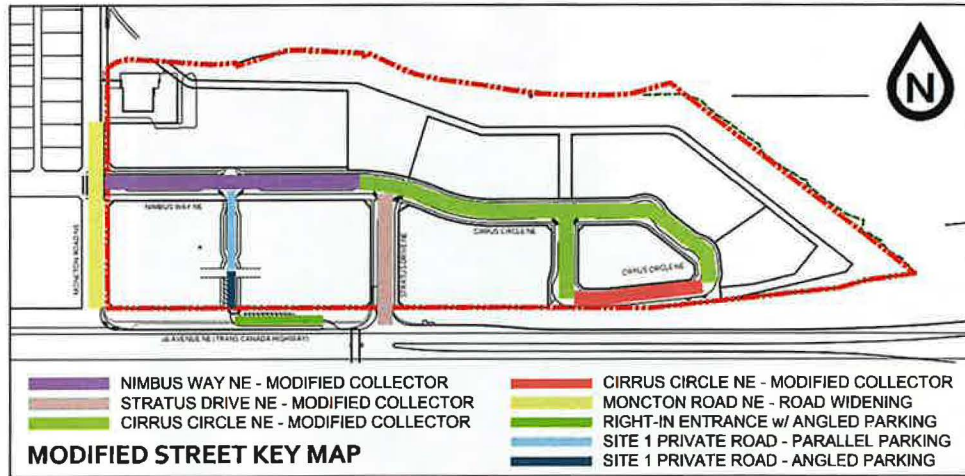 N
NIMBUS WAY NE
MONCTON ROAD NE
STRATUS DRIVE NE
CIRRUS CIRCLE NE
CIRRUS CIRCLE NE
16 AVENUE NE (TRANS CANADA HIGHWAY)
NIMBUS WAY NE - MODIFIED COLLECTOR
STRATUS DRIVE NE - MODIFIED COLLECTOR
CIRRUS CIRCLE NE - MODIFIED COLLECTOR
MODIFIED STREET KEY MAP
CIRRUS CIRCLE NE - MODIFIED COLLECTOR
MONCTON ROAD NE - ROAD WIDENING
RIGHT-IN ENTRANCE w/ ANGLED PARKING
SITE 1 PRIVATE ROAD - PARALLEL PARKING
SITE 1 PRIVATE ROAD - ANGLED PARKING